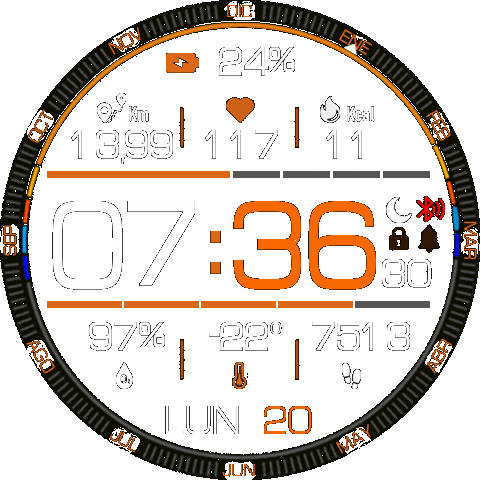 DIC
NOV
ENE
24%
Km
Kcal
OCT
13,99
117
11
FEB
07:36
30
SEP
MAR
97%
-22°
7513
AGO
ABR
LUN 20
JUL
MAY
JUN